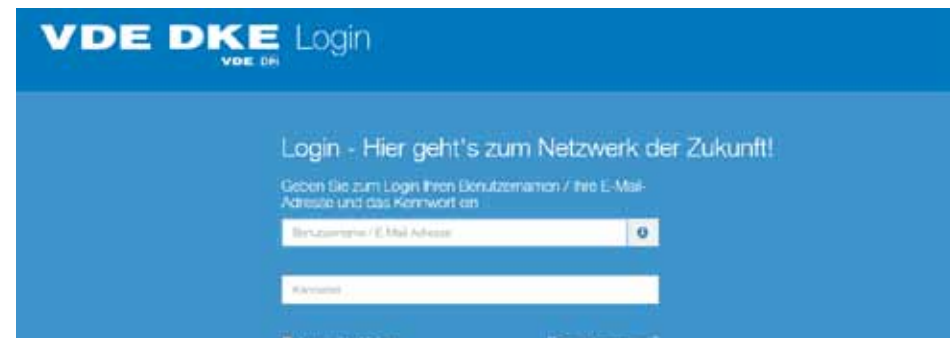 VDE DKE Login
VDE
Login - Hier geht's zum Netzwerk der Zukunft!
Geben Sie zum Login Ihren Benutzernamen / Ihre E-Mail-
Adresse und das Kennwort ein
Benutzername / E-Mail Adresse
Kennwort